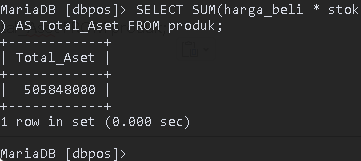 MariaDB [dbpos]> SELECT SUM(harga_beli * stok
) AS Total_Aset FROM produk;
+------------+
| Total_Aset |
+------------+
|  505848000 |
+------------+
1 row in set (0.000 sec)
MariaDB [dbpos]>